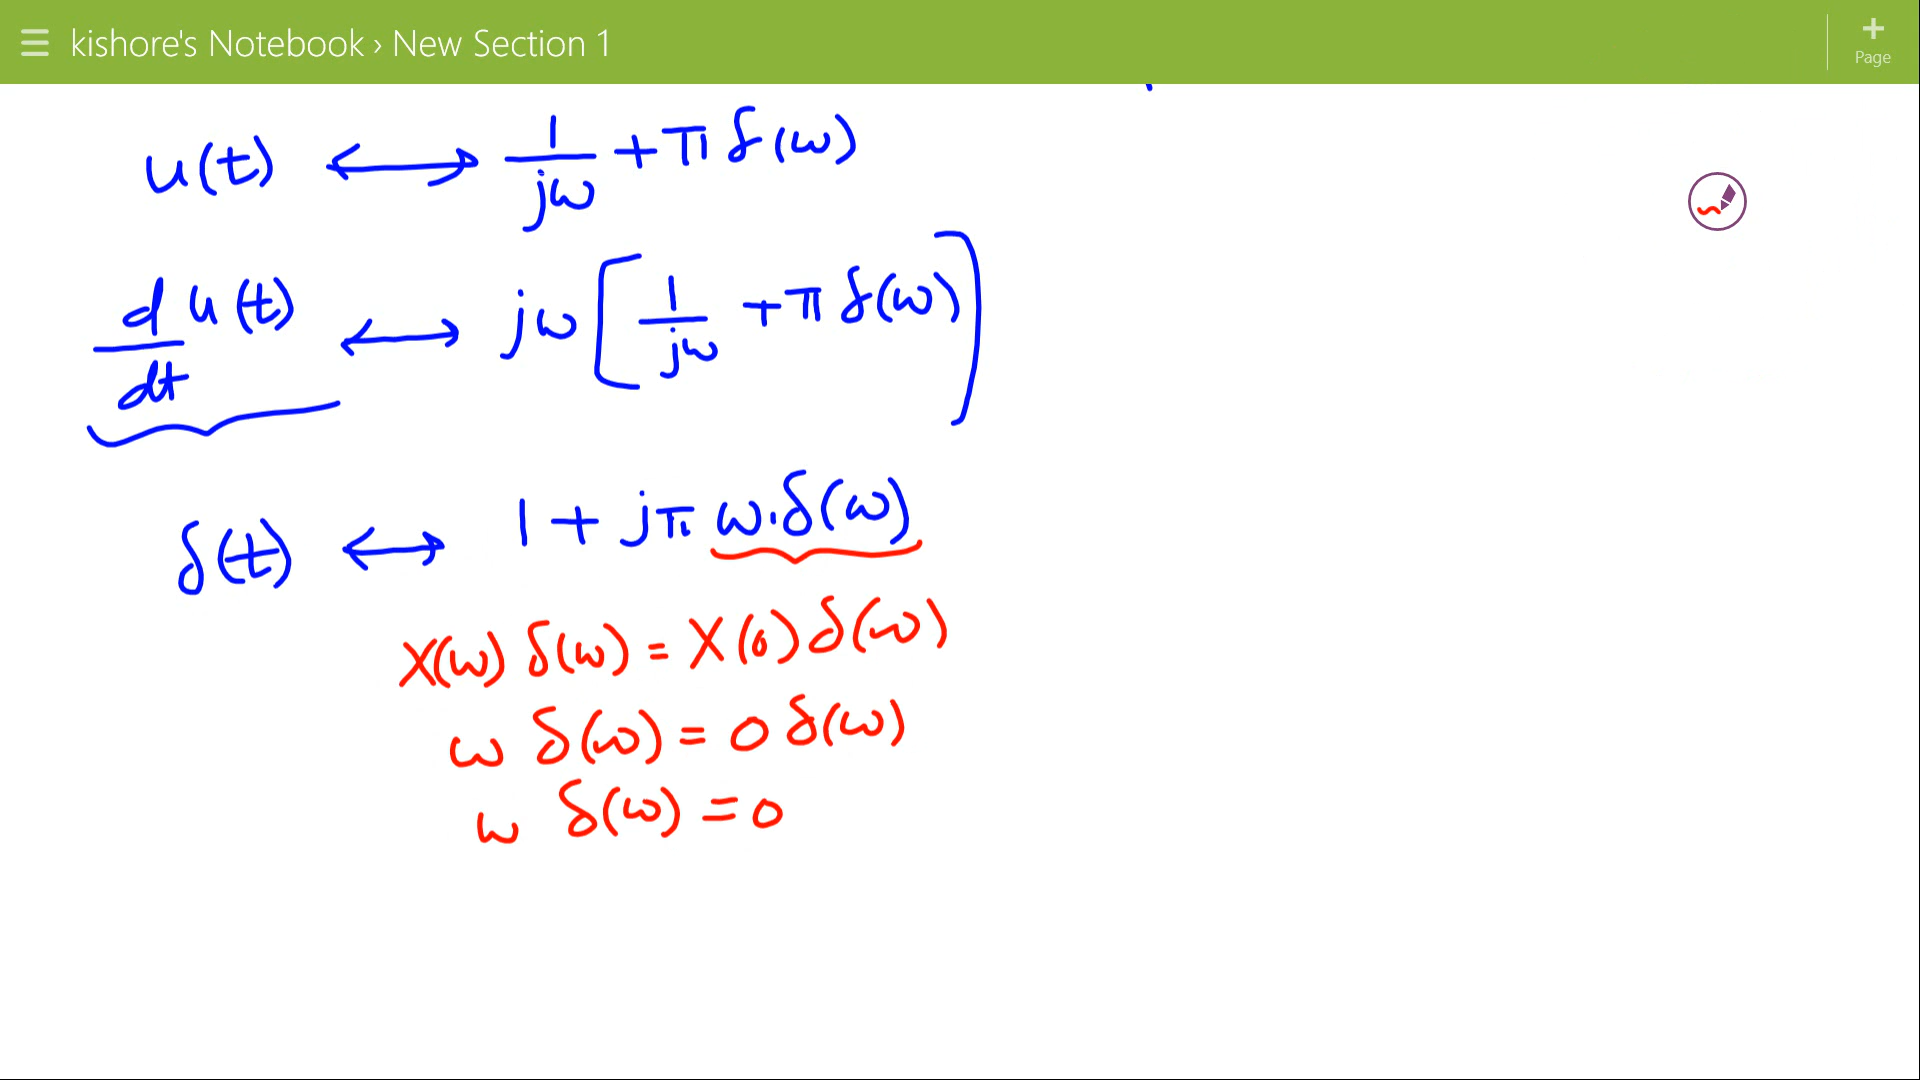 kishore's Notebook › New Section 1
Page
u(t) ⟷ 1/jω + π δ(ω)
d/dt u(t) ⟷ jω [1/jω + π δ(ω)]
δ(t) ⟷ 1 + jπ ω·δ(ω)
X(ω) δ(ω) = X(0) δ(ω)
ω δ(ω) = 0 δ(ω)
ω δ(ω) = 0